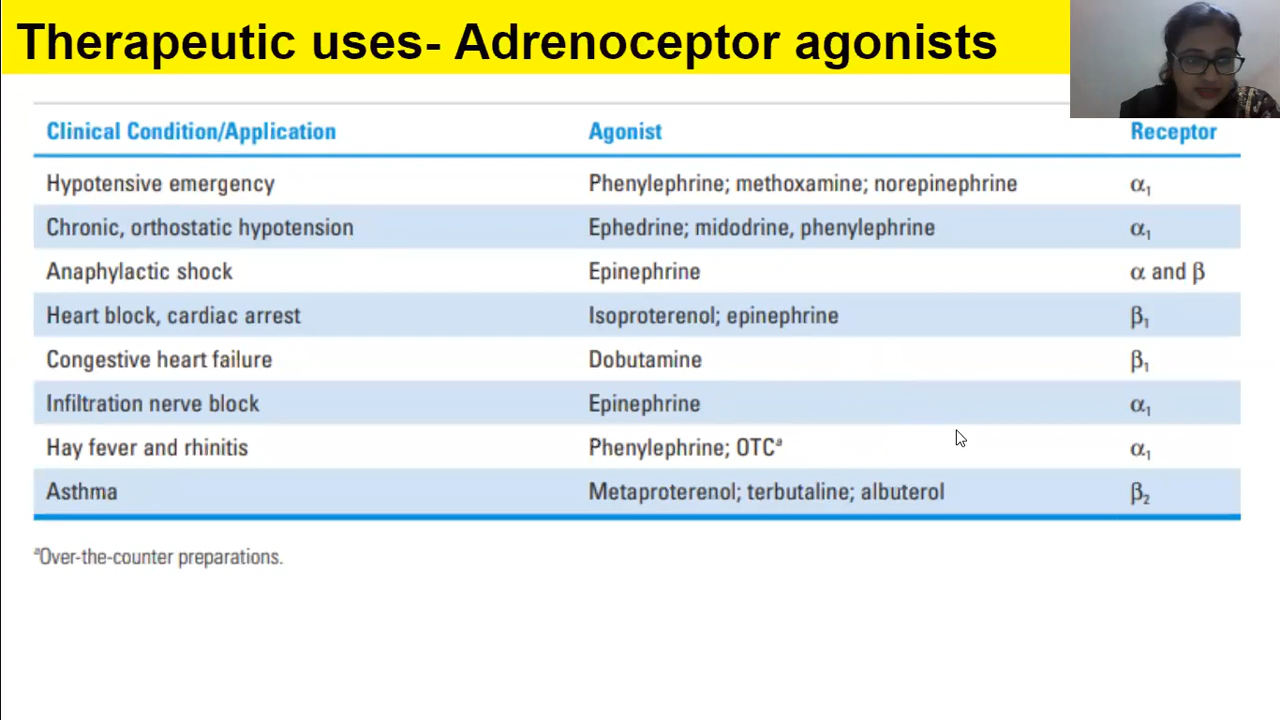 Therapeutic uses- Adrenoceptor agonists
Clinical Condition/Application Agonist Receptor
Hypotensive emergency Phenylephrine; methoxamine; norepinephrine α₁
Chronic, orthostatic hypotension Ephedrine; midodrine, phenylephrine α₁
Anaphylactic shock Epinephrine α and β
Heart block, cardiac arrest Isoproterenol; epinephrine β₁
Congestive heart failure Dobutamine β₁
Infiltration nerve block Epinephrine α₁
Hay fever and rhinitis Phenylephrine; OTCᵃ α₁
Asthma Metaproterenol; terbutaline; albuterol β₂
ᵃOver-the-counter preparations.